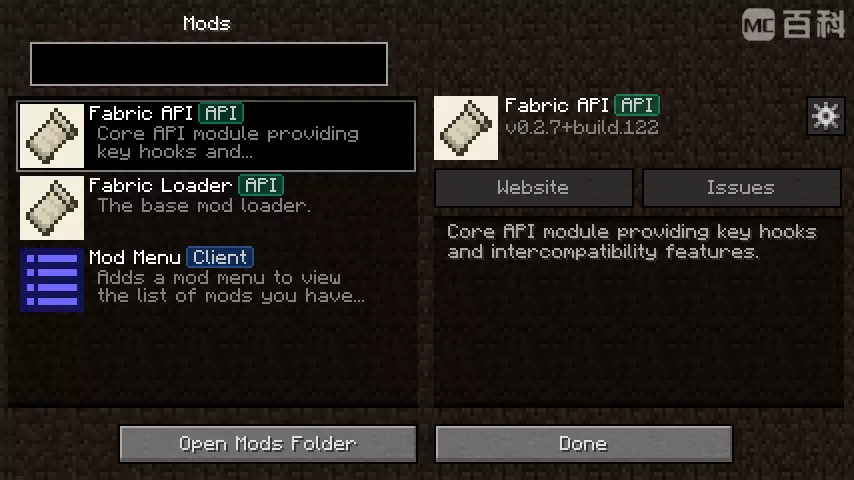 Mods
MC百科
Fabric API API
Core API module providing
key hooks and...
Fabric Loader API
The base mod loader.
Mod Menu Client
Adds a mod menu to view
the list of mods you have...
Fabric API API
v0.2.7+build.122
Website
Issues
Core API module providing key hooks
and intercompatibility features.
Open Mods Folder
Done